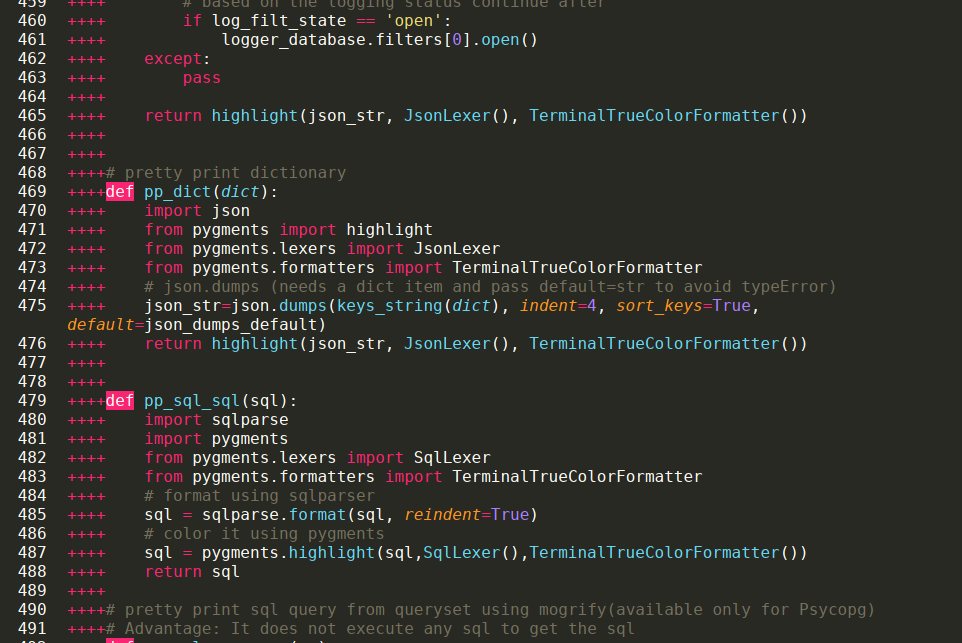 459 ++++        # based on the logging status continue after
460 ++++        if log_filt_state == 'open':
461 ++++            logger_database.filters[0].open()
462 ++++    except:
463 ++++        pass
464 ++++
465 ++++    return highlight(json_str, JsonLexer(), TerminalTrueColorFormatter())
466 ++++
467 ++++
468 ++++# pretty print dictionary
469 ++++def pp_dict(dict):
470 ++++    import json
471 ++++    from pygments import highlight
472 ++++    from pygments.lexers import JsonLexer
473 ++++    from pygments.formatters import TerminalTrueColorFormatter
474 ++++    # json.dumps (needs a dict item and pass default=str to avoid typeError)
475 ++++    json_str=json.dumps(keys_string(dict), indent=4, sort_keys=True,
default=json_dumps_default)
476 ++++    return highlight(json_str, JsonLexer(), TerminalTrueColorFormatter())
477 ++++
478 ++++
479 ++++def pp_sql_sql(sql):
480 ++++    import sqlparse
481 ++++    import pygments
482 ++++    from pygments.lexers import SqlLexer
483 ++++    from pygments.formatters import TerminalTrueColorFormatter
484 ++++    # format using sqlparser
485 ++++    sql = sqlparse.format(sql, reindent=True)
486 ++++    # color it using pygments
487 ++++    sql = pygments.highlight(sql,SqlLexer(),TerminalTrueColorFormatter())
488 ++++    return sql
489 ++++
490 ++++# pretty print sql query from queryset using mogrify(available only for Psycopg)
491 ++++# Advantage: It does not execute any sql to get the sql